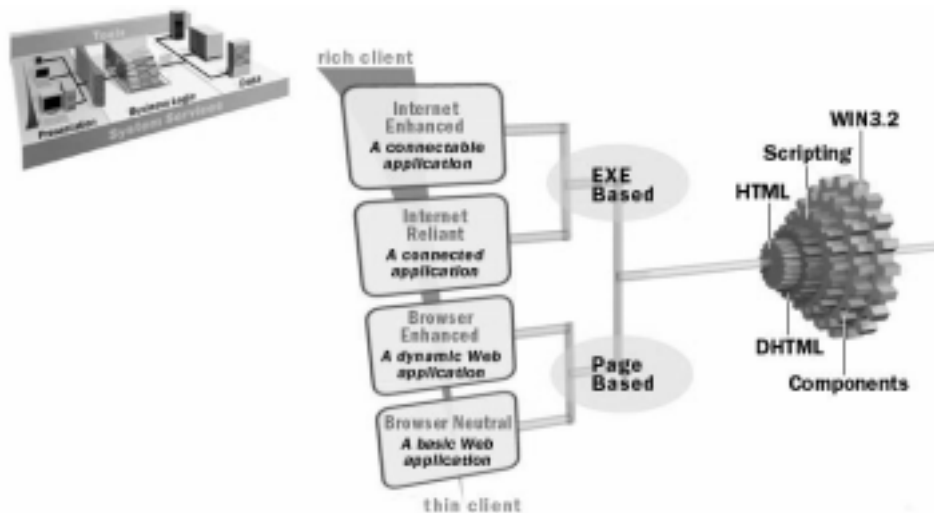 Tools
Presentation
Business Logic
Data
System Services
rich client
Internet
Enhanced
A connectable
application
Internet
Reliant
A connected
application
Browser
Enhanced
A dynamic Web
application
Browser Neutral
A basic Web
application
thin client
EXE
Based
Page
Based
WIN3.2
Scripting
HTML
DHTML
Components